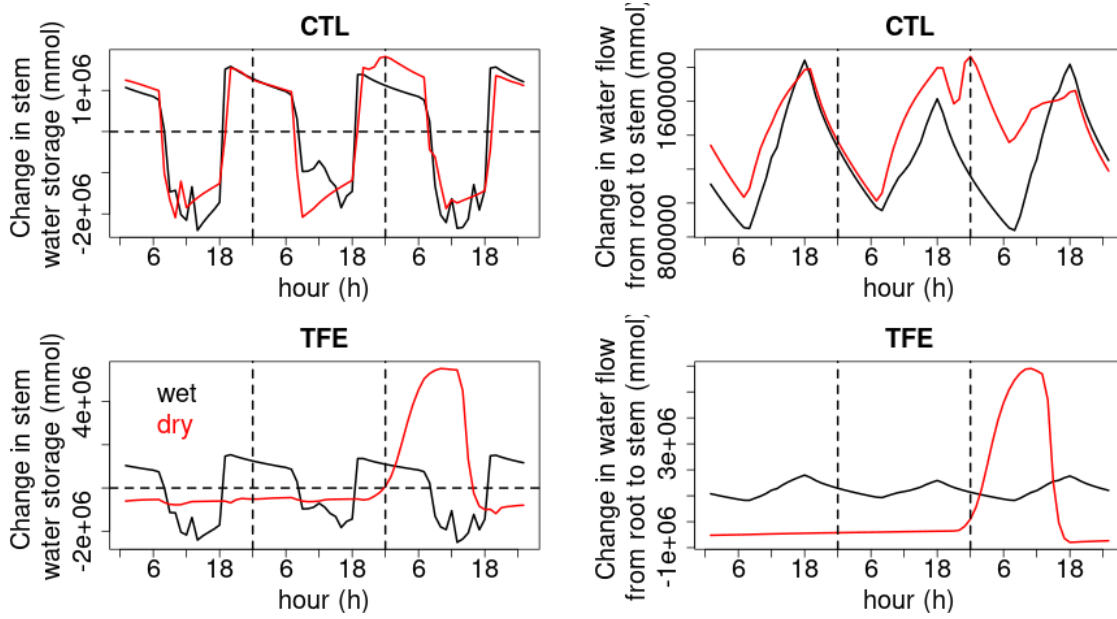 CTL
Change in stem
water storage (mmol)
1e+06
-2e+06
6
18
6
18
6
18
hour (h)
CTL
Change in water flow
from root to stem (mmol)
1600000
800000
6
18
6
18
6
18
hour (h)
TFE
Change in stem
water storage (mmol)
4e+06
-2e+06
wet
dry
6
18
6
18
6
18
hour (h)
TFE
Change in water flow
from root to stem (mmol)
3e+06
-1e+06
6
18
6
18
6
18
hour (h)